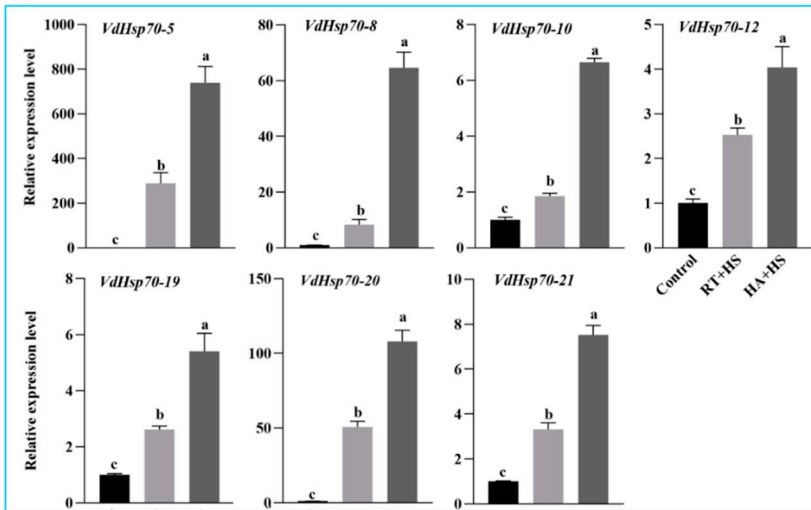 VdHsp70-5
Relative expression level
1000
800
600
400
200
0
c
b
a
VdHsp70-8
80
60
40
20
0
c
b
a
VdHsp70-10
8
6
4
2
0
c
b
a
VdHsp70-12
5
4
3
2
1
0
c
b
a
Control
RT+HS
HA+HS
VdHsp70-19
Relative expression level
8
6
4
2
0
c
b
a
VdHsp70-20
150
100
50
0
c
b
a
VdHsp70-21
10
8
6
4
2
0
c
b
a